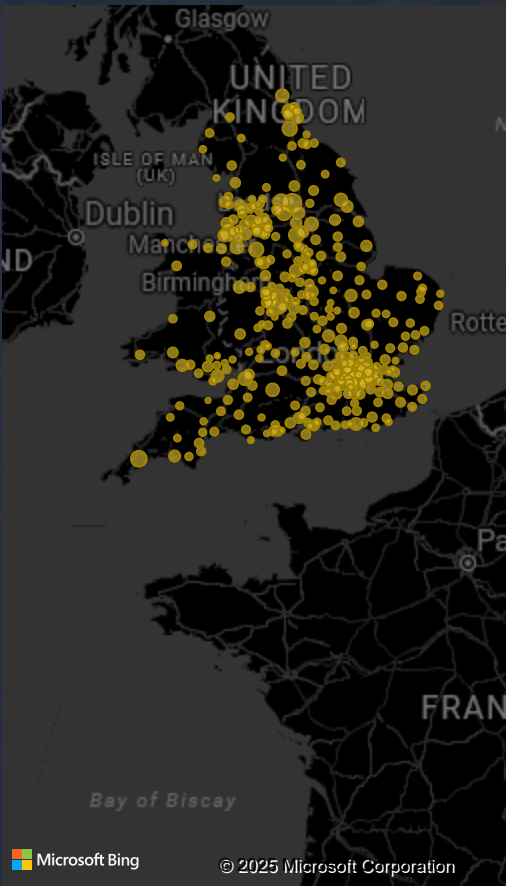 Glasgow
UNITED
KINGDOM
ISLE OF MAN
(UK)
Dublin
Manche
ND
Birmingham
Rotte
London
Pa
FRAN
Bay of Biscay
Microsoft Bing
© 2025 Microsoft Corporation